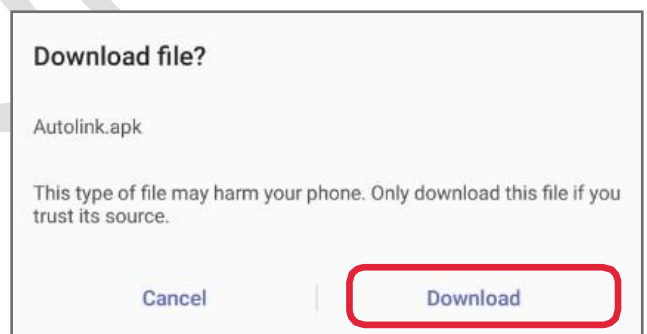 Download file?
Autolink.apk
This type of file may harm your phone. Only download this file if you
trust its source.
Cancel
Download